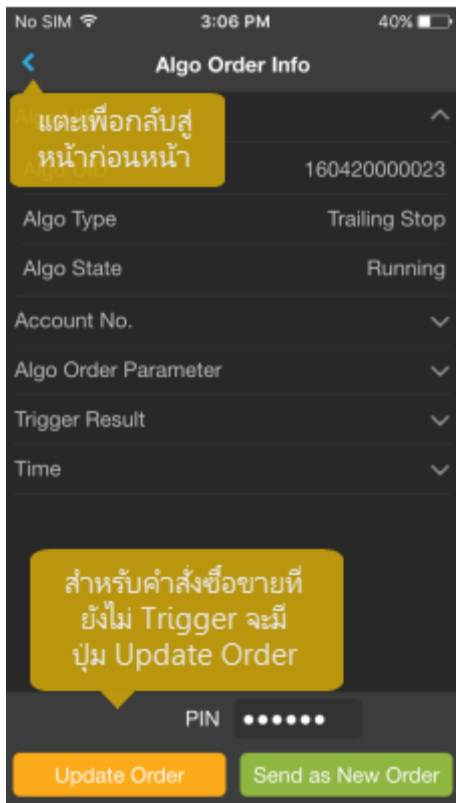 No SIM 3:06 PM 40%
Algo Order Info
แตะเพื่อกลับสู่
หน้าก่อนหน้า
Algo UID 160420000023
Algo Type Trailing Stop
Algo State Running
Account No.
Algo Order Parameter
Trigger Result
Time
สำหรับคำสั่งซื้อขายที่
ยังไม่ Trigger จะมี
ปุ่ม Update Order
PIN ••••••
Update Order Send as New Order